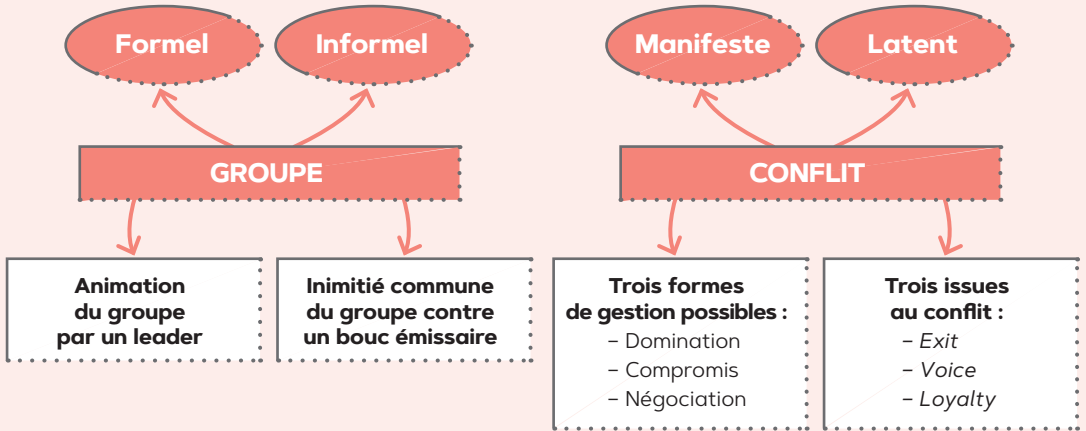 Formel
Informel
GROUPE
Animation
du groupe
par un leader
Inimitié commune
du groupe contre
un bouc émissaire
Manifeste
Latent
CONFLIT
Trois formes
de gestion possibles :
– Domination
– Compromis
– Négociation
Trois issues
au conflit :
– Exit
– Voice
– Loyalty